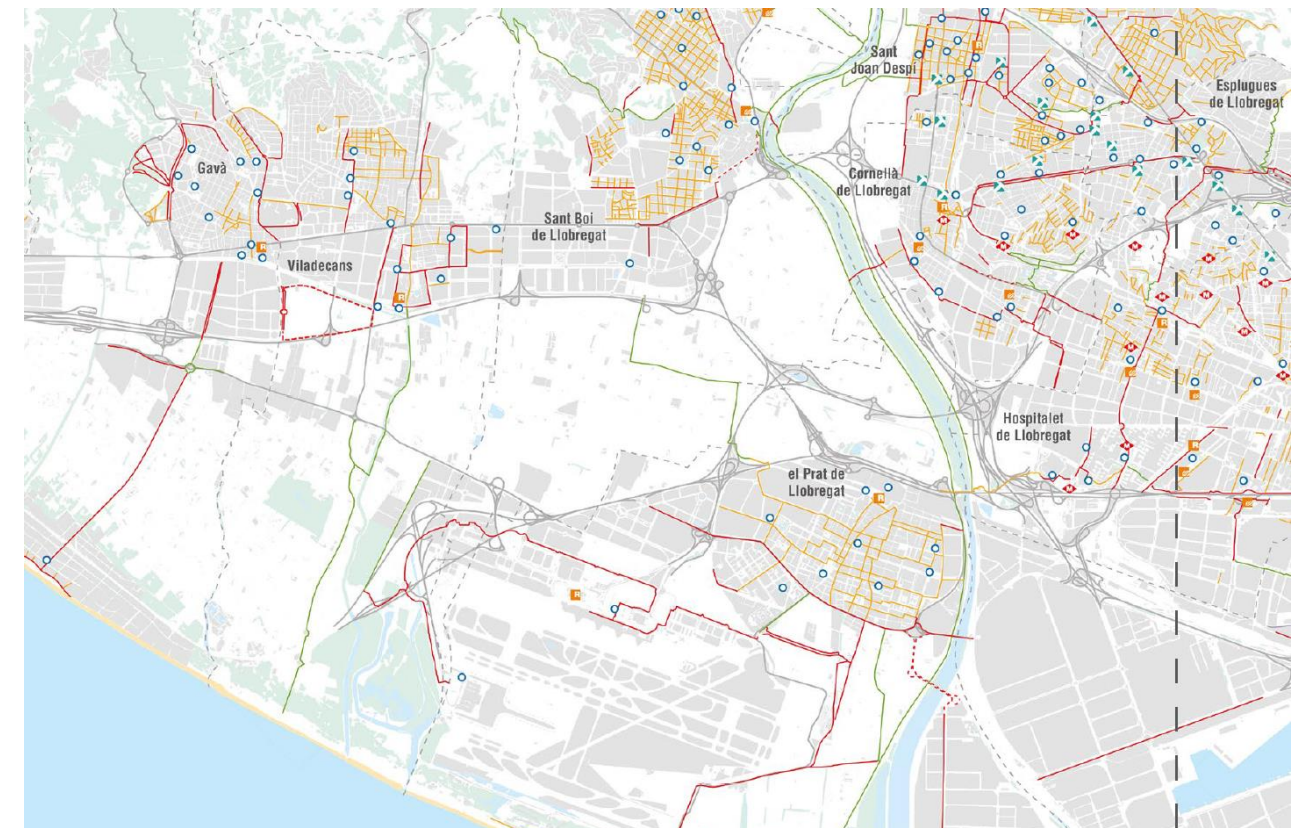 Sant
Joan Despí
Esplugues
de Llobregat
Gavà
Cornellà
de Llobregat
Sant Boi
de Llobregat
Viladecans
Hospitalet
de Llobregat
el Prat de
Llobregat
R
R
R
R
R
R
R
R
M
M
M
M
M
M
M
M
M
M
M
M